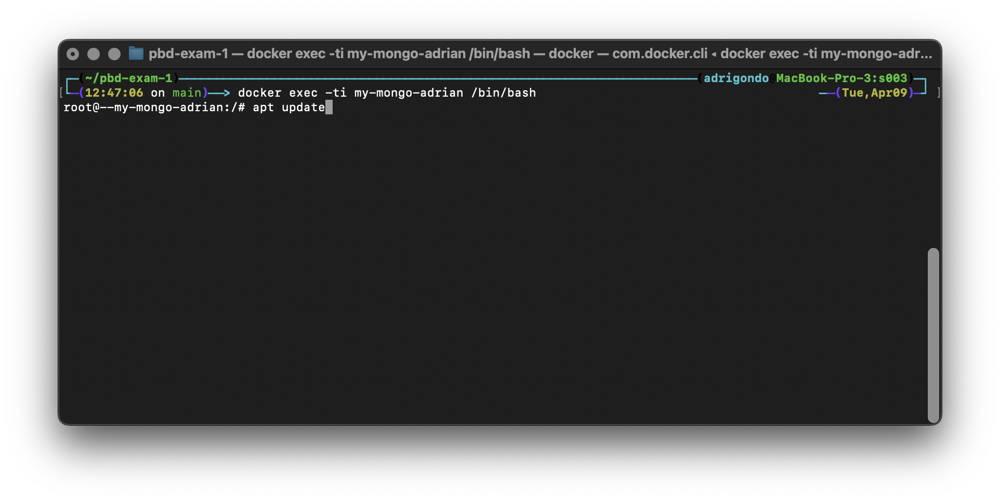 pbd-exam-1 — docker exec -ti my-mongo-adrian /bin/bash — docker — com.docker.cli ◂ docker exec -ti my-mongo-adr...
(~/pbd-exam-1) (adrigondo@MacBook-Pro-3:s003)
[ (12:47:06 on main)──> docker exec -ti my-mongo-adrian /bin/bash (Tue,Apr09) ]
root@--my-mongo-adrian:/# apt update